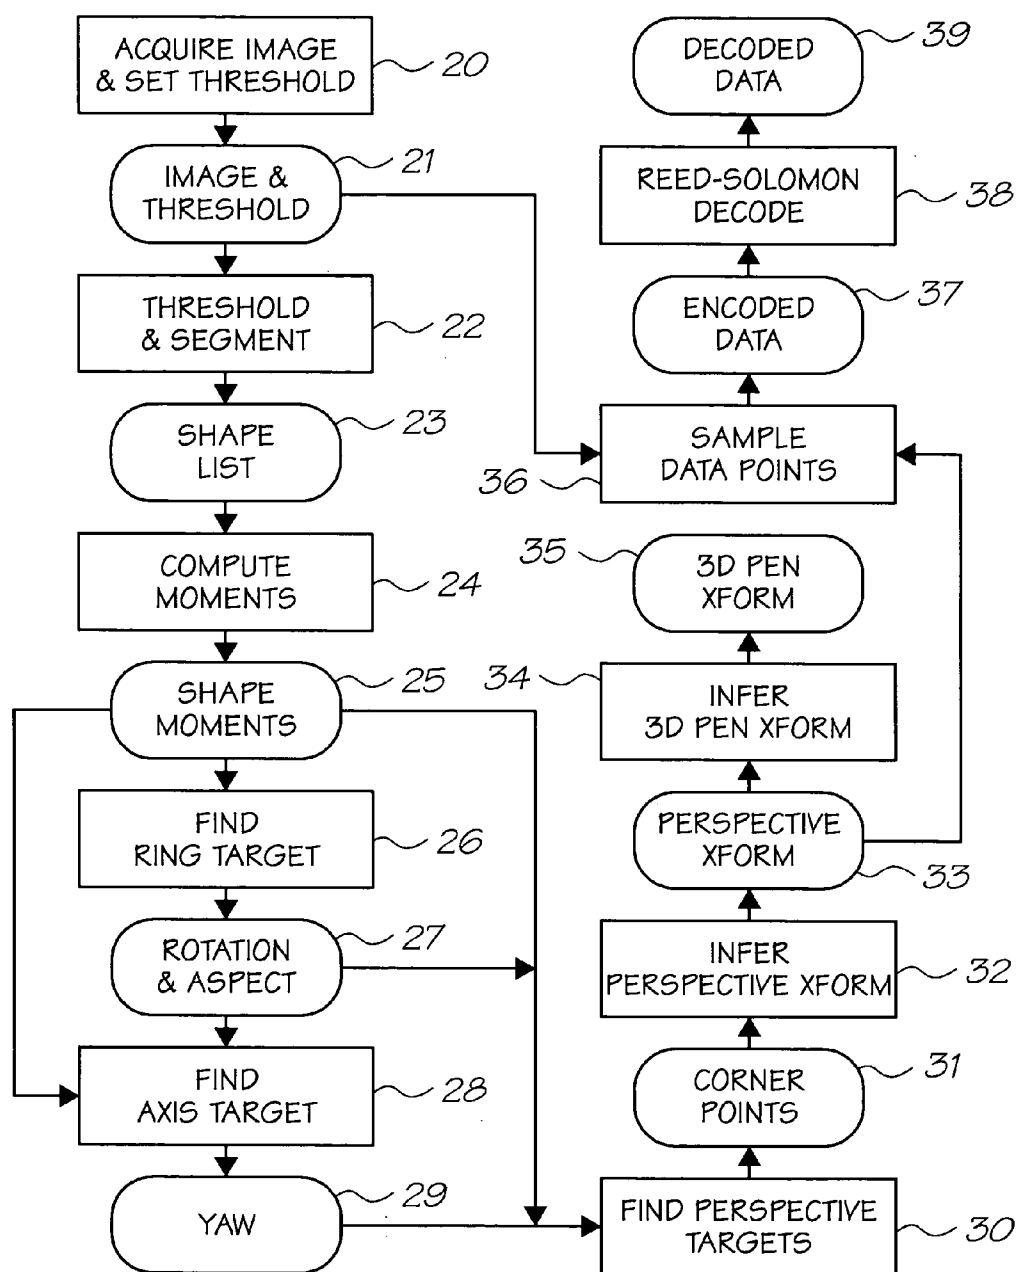 ACQUIRE IMAGE
& SET THRESHOLD
20
IMAGE &
THRESHOLD
21
THRESHOLD
& SEGMENT
22
SHAPE
LIST
23
COMPUTE
MOMENTS
24
SHAPE
MOMENTS
25
FIND
RING TARGET
26
ROTATION
& ASPECT
27
FIND
AXIS TARGET
28
YAW
29
DECODED
DATA
39
REED-SOLOMON
DECODE
38
ENCODED
DATA
37
SAMPLE
DATA POINTS
36
3D PEN
XFORM
35
INFER
3D PEN XFORM
34
PERSPECTIVE
XFORM
33
INFER
PERSPECTIVE XFORM
32
CORNER
POINTS
31
FIND PERSPECTIVE
TARGETS
30